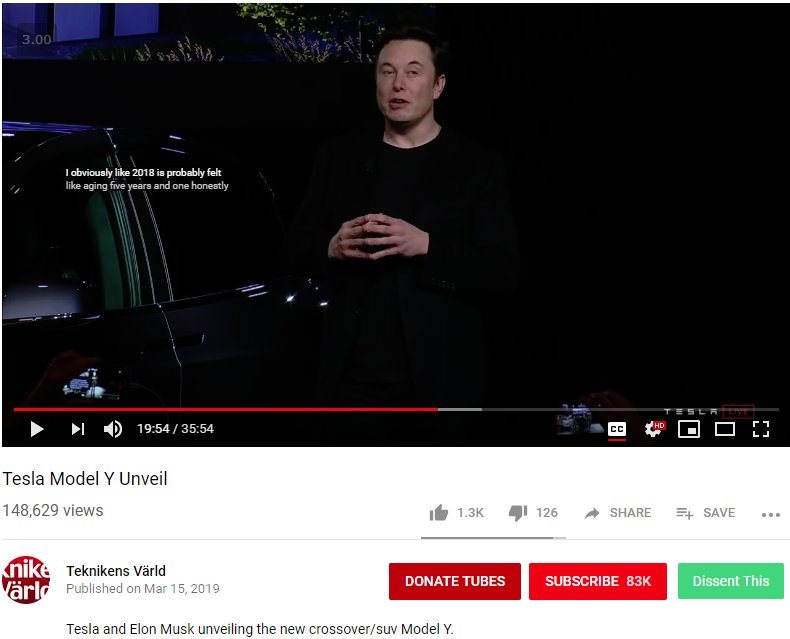 3.00
I obviously like 2018 is probably felt
like aging five years and one honestly
TESLA LIVE
19:54 / 35:54
CC
HD
Tesla Model Y Unveil
148,629 views
1.3K
126
SHARE
SAVE
knike
Värld
Teknikens Värld
Published on Mar 15, 2019
DONATE TUBES
SUBSCRIBE 83K
Dissent This
Tesla and Elon Musk unveiling the new crossover/suv Model Y.